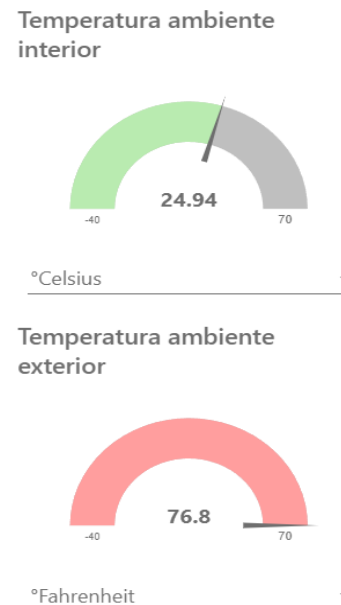 Temperatura ambiente
interior
24.94
-40
70
°Celsius
Temperatura ambiente
exterior
76.8
-40
70
°Fahrenheit